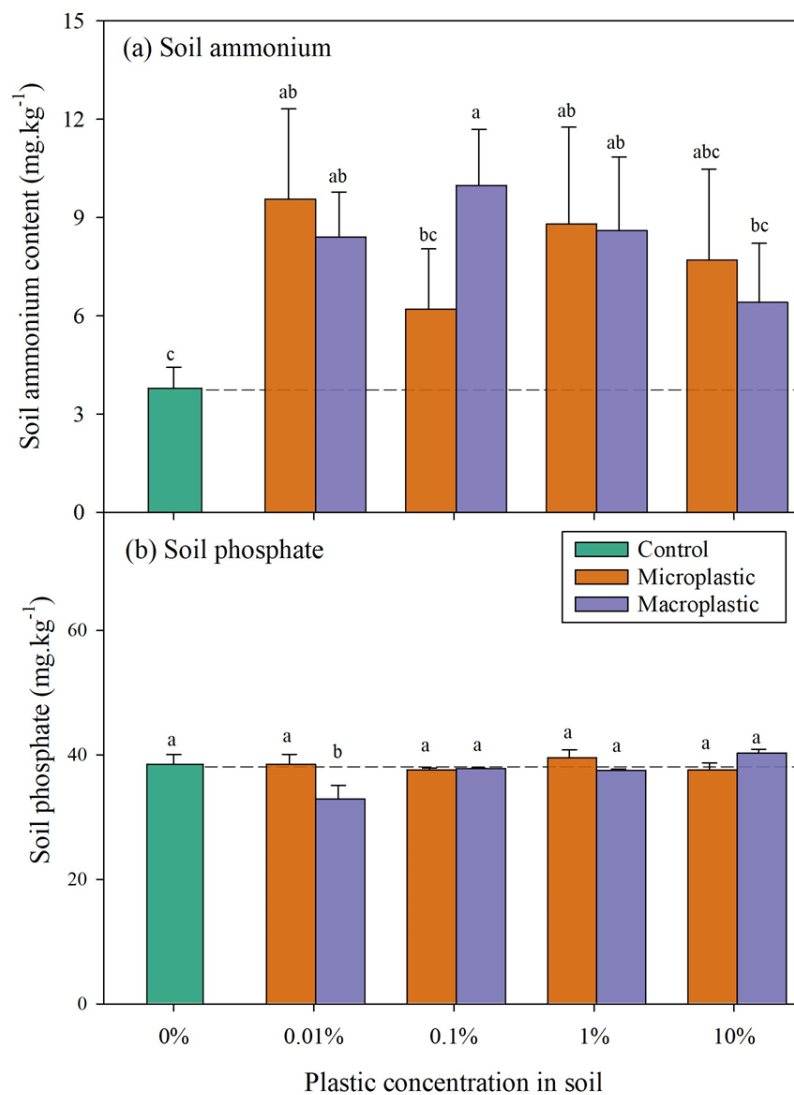 (a) Soil ammonium
Soil ammonium content (mg.kg-1)
15
12
9
6
3
0
c
ab
ab
bc
a
ab
ab
abc
bc
(b) Soil phosphate
Control
Microplastic
Macroplastic
Soil phosphate (mg.kg-1)
60
40
20
0
a
a
b
a
a
a
a
a
a
0%
0.01%
0.1%
1%
10%
Plastic concentration in soil